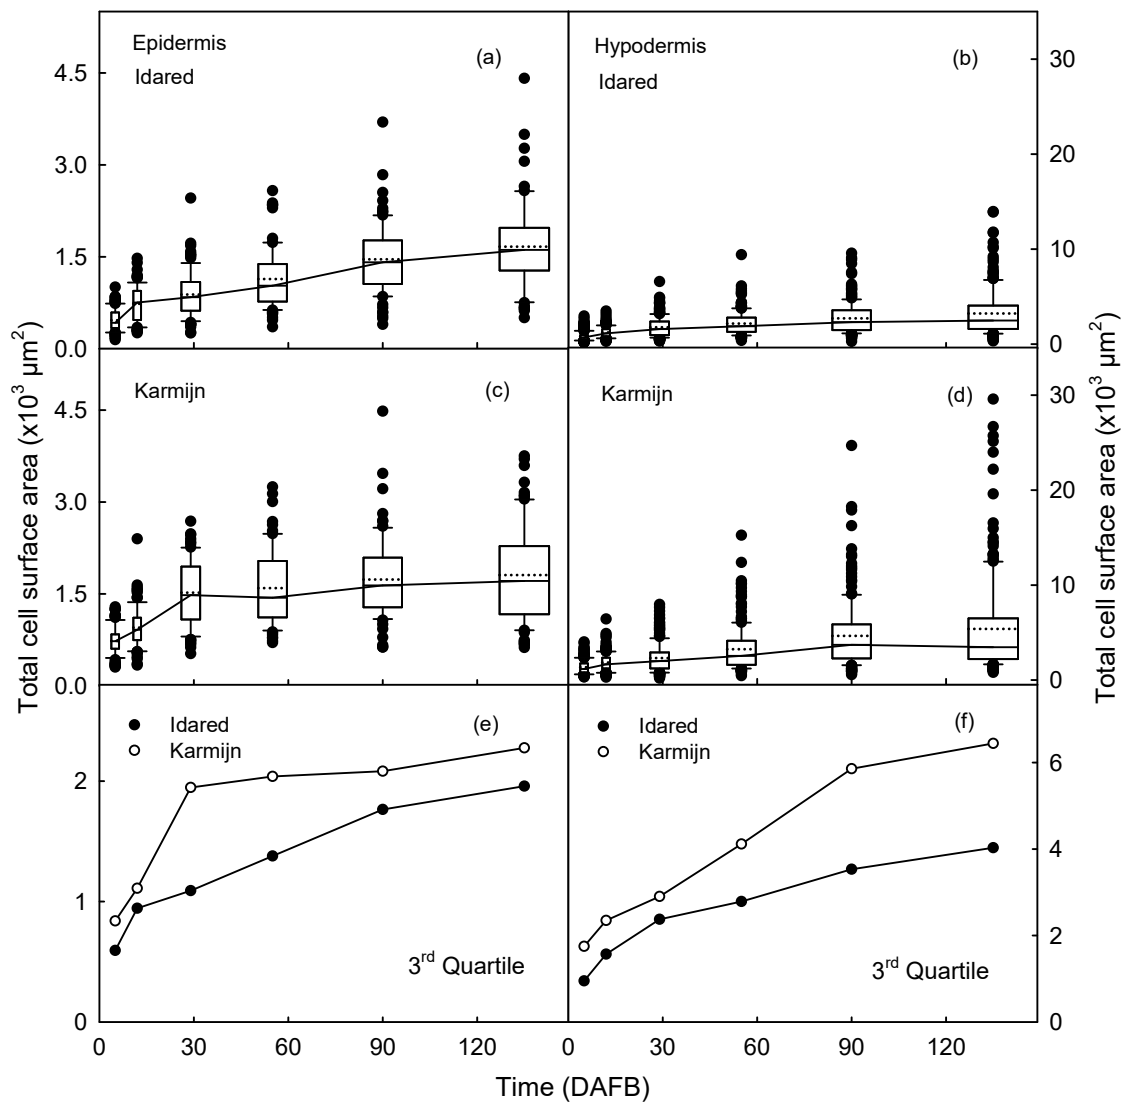 Epidermis
Idared
(a)
Hypodermis
Idared
(b)
4.5
3.0
1.5
0.0
30
20
10
0
Karmijn
(c)
Karmijn
(d)
4.5
3.0
1.5
0.0
30
20
10
0
Total cell surface area (x10³ µm²)
Total cell surface area (x10³ µm²)
Idared
Karmijn
(e)
Idared
Karmijn
(f)
2
1
0
6
4
2
0
3rd Quartile
3rd Quartile
0 30 60 90 120 0 30 60 90 120
Time (DAFB)